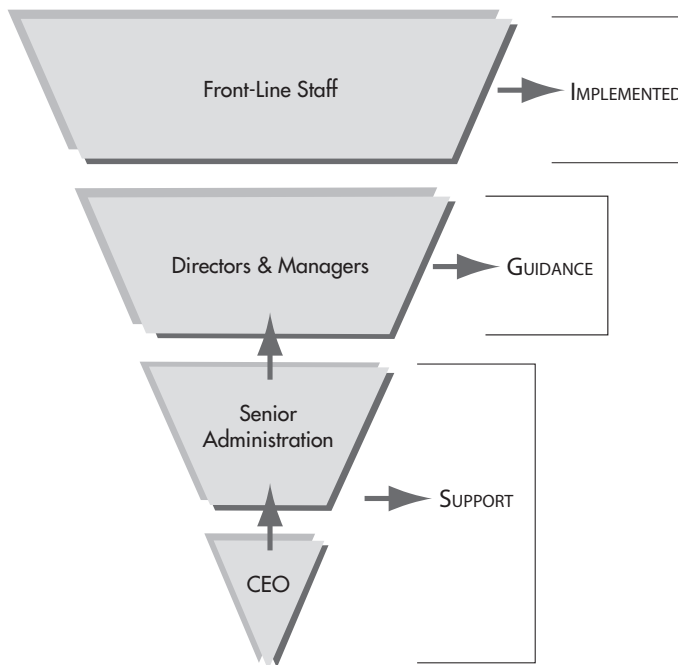 Front-Line Staff
IMPLEMENTED
Directors & Managers
GUIDANCE
Senior
Administration
SUPPORT
CEO